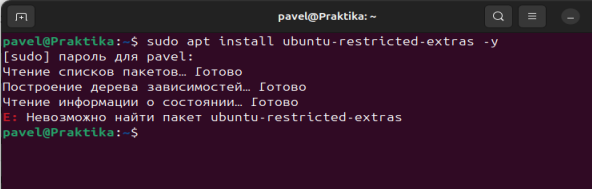 pavel@Praktika: ~
pavel@Praktika:~$ sudo apt install ubuntu-restricted-extras -y
[sudo] пароль для pavel:
Чтение списков пакетов… Готово
Построение дерева зависимостей… Готово
Чтение информации о состоянии… Готово
E: Невозможно найти пакет ubuntu-restricted-extras
pavel@Praktika:~$